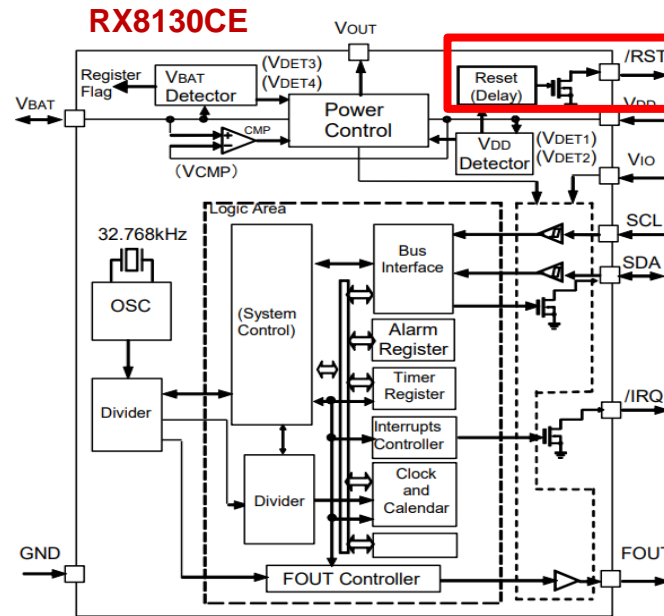 RX8130CE
VOUT
/RST
Register
Flag
VBAT
Detector
(VDET3)
(VDET4)
Reset
(Delay)
VBAT
Power
Control
VDD
CMP
(VCMP)
VDD
Detector
(VDET1)
(VDET2)
VIO
Logic Area
SCL
32.768kHz
Bus
Interface
SDA
OSC
(System
Control)
Alarm
Register
Timer
Register
Divider
/IRQ
Interrupts
Controller
Divider
Clock
and
Calendar
GND
FOUT
FOUT Controller